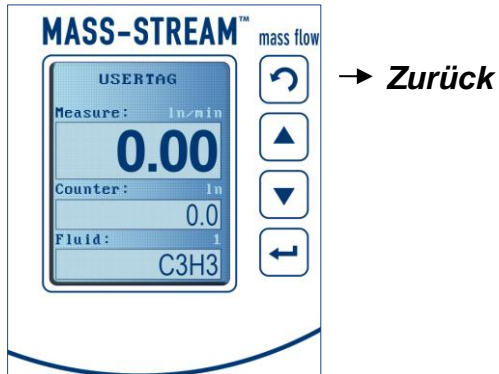 MASS-STREAM™ mass flow
USERTAG
Measure: ln/min
0.00
Counter: ln
0.0
Fluid: 1
C3H3
Zurück